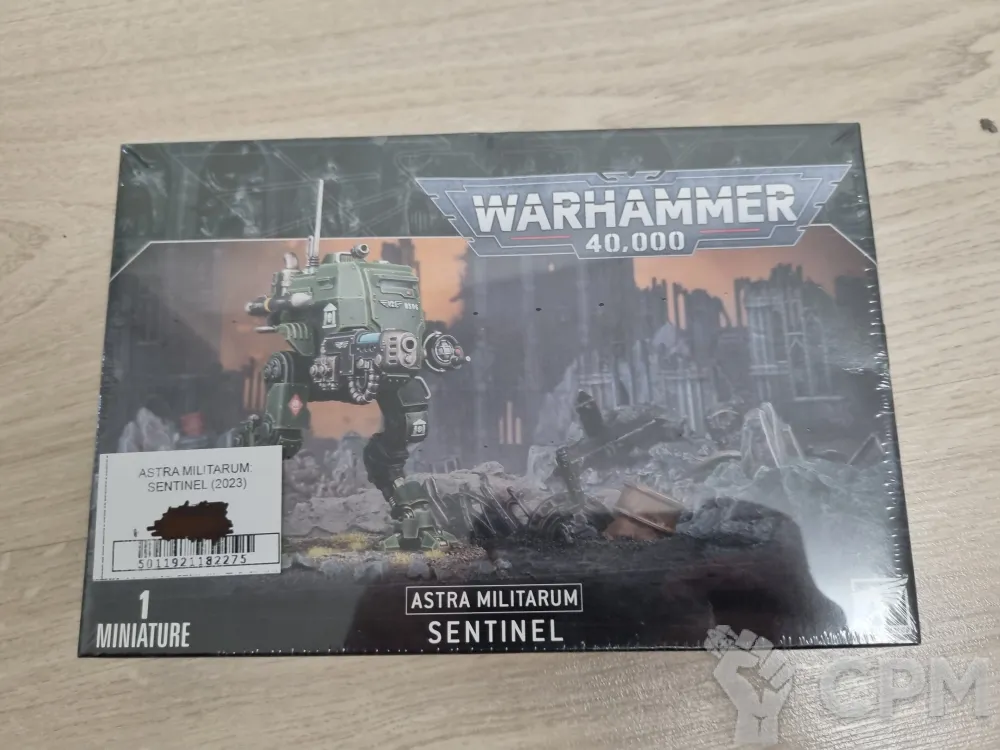 WARHAMMER
40,000
ASTRA MILITARUM:
SENTINEL (2023)
5011921182275
1
MINIATURE
ASTRA MILITARUM
SENTINEL
CPM